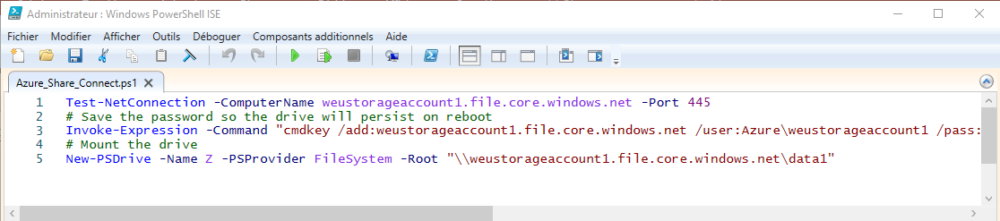 Administrateur : Windows PowerShell ISE
Fichier Modifier Afficher Outils Déboguer Composants additionnels Aide
Azure_Share_Connect.ps1
1 Test-NetConnection -ComputerName weustorageaccount1.file.core.windows.net -Port 445
2 # Save the password so the drive will persist on reboot
3 Invoke-Expression -Command "cmdkey /add:weustorageaccount1.file.core.windows.net /user:Azure\weustorageaccount1 /pass:
4 # Mount the drive
5 New-PSDrive -Name Z -PSProvider FileSystem -Root "\\weustorageaccount1.file.core.windows.net\data1"